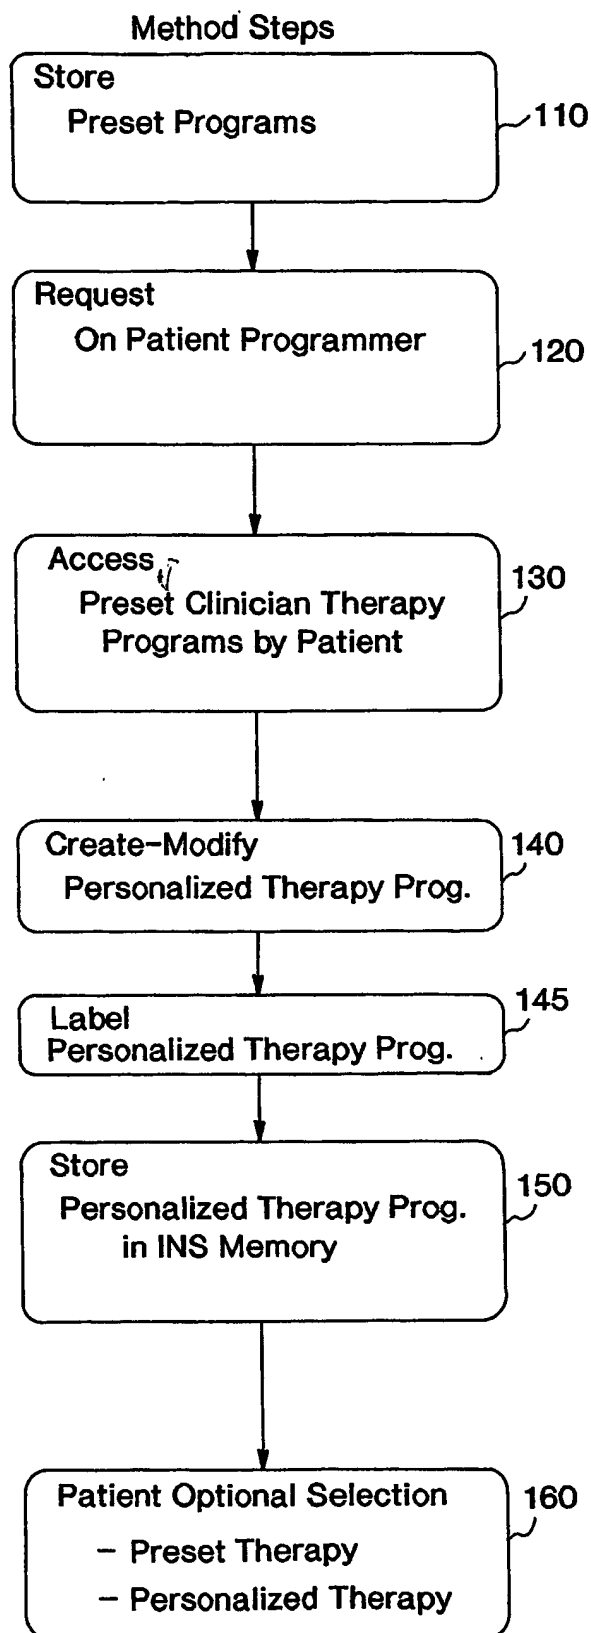 Method Steps
Store
Preset Programs
110
Request
On Patient Programmer
120
Access
Preset Clinician Therapy
Programs by Patient
130
Create-Modify
Personalized Therapy Prog.
140
Label
Personalized Therapy Prog.
145
Store
Personalized Therapy Prog.
in INS Memory
150
Patient Optional Selection
- Preset Therapy
- Personalized Therapy
160